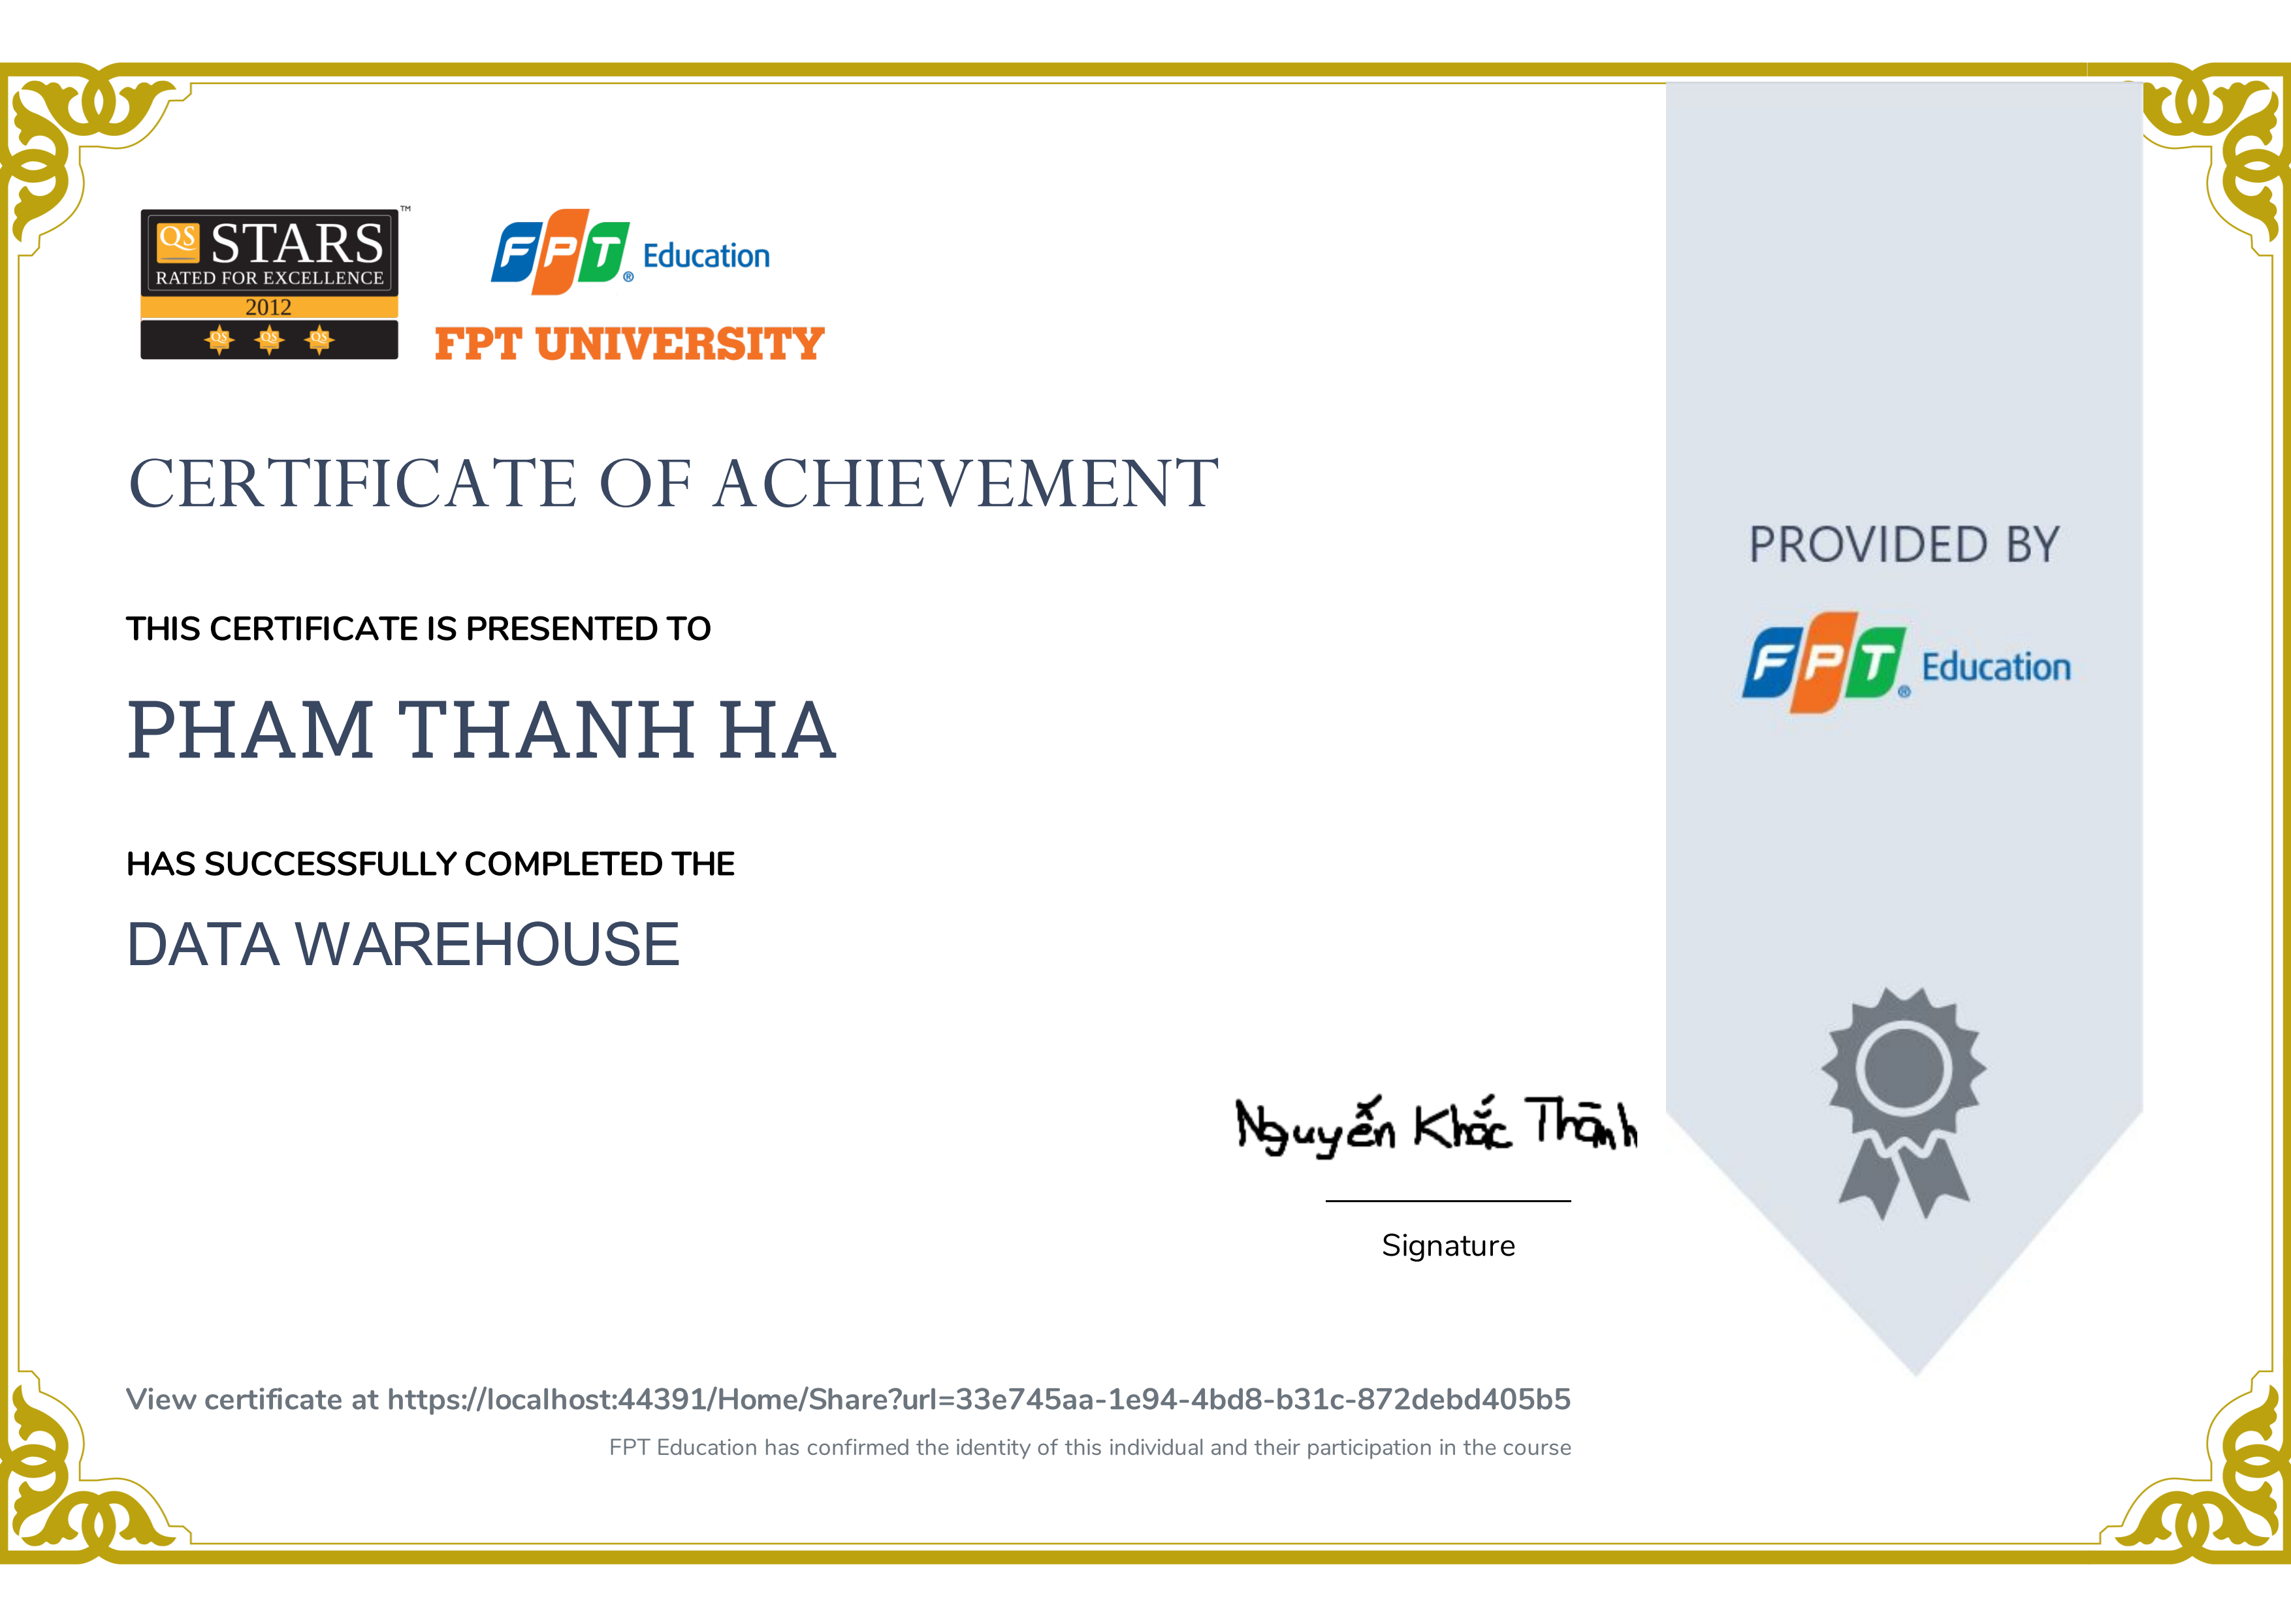 QS STARS™
RATED FOR EXCELLENCE
2012
QS QS QS
FPT® Education
FPT UNIVERSITY
CERTIFICATE OF ACHIEVEMENT
THIS CERTIFICATE IS PRESENTED TO
PHAM THANH HA
HAS SUCCESSFULLY COMPLETED THE
DATA WAREHOUSE
PROVIDED BY
FPT® Education
Nguyễn Khắc Thành
Signature
View certificate at https://localhost:44391/Home/Share?url=33e745aa-1e94-4bd8-b31c-872debd405b5
FPT Education has confirmed the identity of this individual and their participation in the course